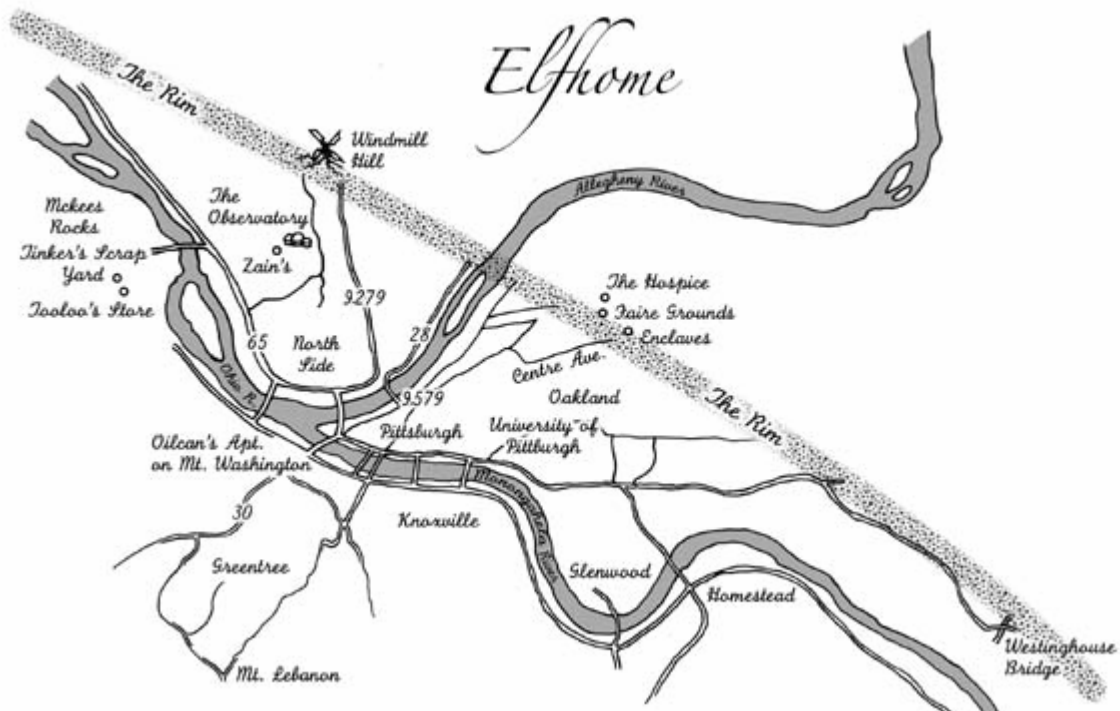 Elfhome
The Rim
Windmill
Hill
Allegheny River
Mckees
Rocks
The
Observatory
Tinker's Scrap
Yard
Zain's
Tooloo's Store
The Hospice
Faire Grounds
Enclaves
9279
28
65
North
Side
Centre Ave.
Ohio R.
9579
Oakland
The Rim
Pittsburgh
University of
Pittburgh
Oilcan's Apt.
on Mt. Washington
Monongahela River
30
Knoxville
Greentree
Glenwood
Homestead
Westinghouse
Bridge
Mt. Lebanon